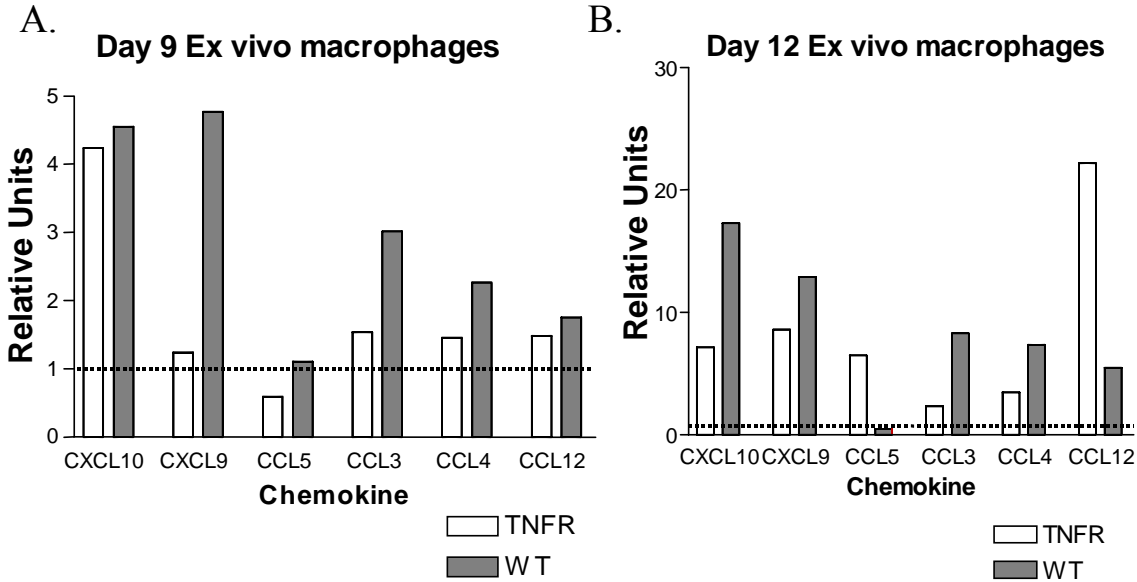 A.
Day 9 Ex vivo macrophages
Relative Units
5
4
3
2
1
0
CXCL10 CXCL9 CCL5 CCL3 CCL4 CCL12
Chemokine
TNFR
WT
B.
Day 12 Ex vivo macrophages
Relative Units
30
20
10
0
CXCL10 CXCL9 CCL5 CCL3 CCL4 CCL12
Chemokine
TNFR
WT